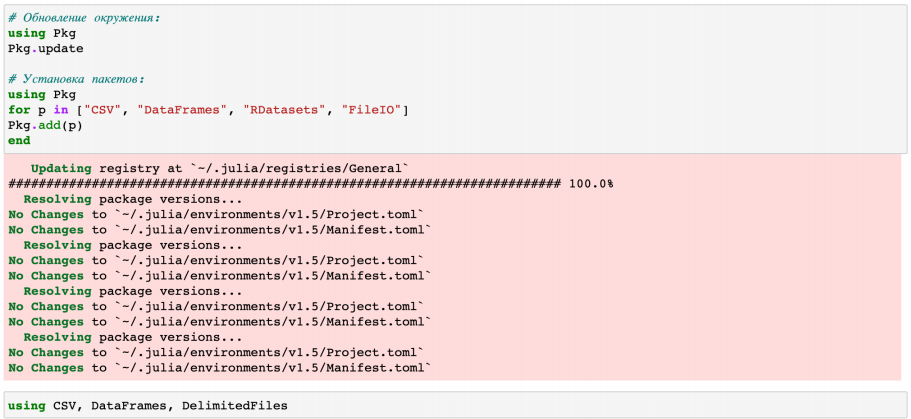 # Обновление окружения:
using Pkg
Pkg.update
# Установка пакетов:
using Pkg
for p in ["CSV", "DataFrames", "RDatasets", "FileIO"]
Pkg.add(p)
end
Updating registry at `~/.julia/registries/General`
######################################################################### 100.0%
Resolving package versions...
No Changes to `~/.julia/environments/v1.5/Project.toml`
No Changes to `~/.julia/environments/v1.5/Manifest.toml`
Resolving package versions...
No Changes to `~/.julia/environments/v1.5/Project.toml`
No Changes to `~/.julia/environments/v1.5/Manifest.toml`
Resolving package versions...
No Changes to `~/.julia/environments/v1.5/Project.toml`
No Changes to `~/.julia/environments/v1.5/Manifest.toml`
Resolving package versions...
No Changes to `~/.julia/environments/v1.5/Project.toml`
No Changes to `~/.julia/environments/v1.5/Manifest.toml`
using CSV, DataFrames, DelimitedFiles